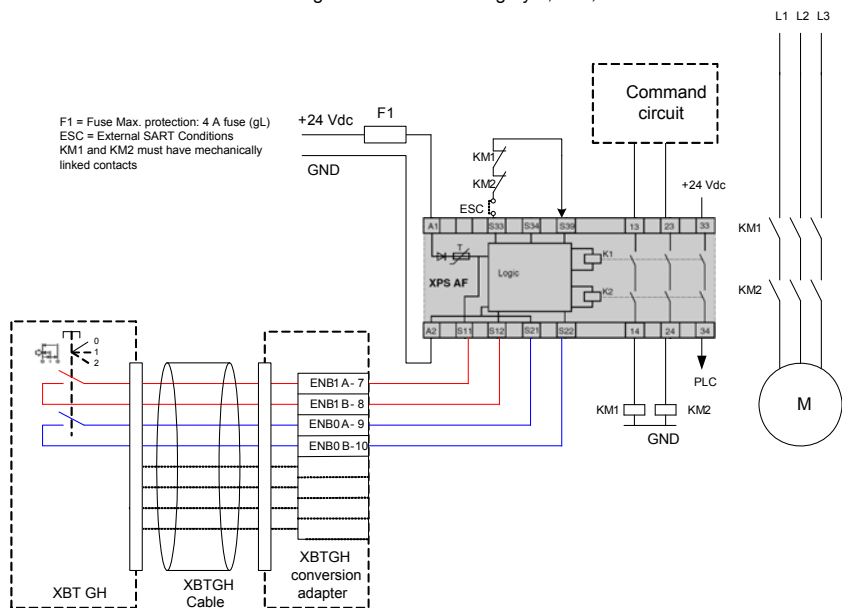 L1 L2 L3
F1 = Fuse Max. protection: 4 A fuse (gL)
ESC = External SART Conditions
KM1 and KM2 must have mechanically
linked contacts
+24 Vdc
F1
GND
Command
circuit
KM1
KM2
ESC
+24 Vdc
A1 S33 S34 S39 13 23 33
T
XPS AF
Logic
K1
K2
A2 S11 S12 S21 S22 14 24 34
KM1
KM2
PLC
KM1 KM2
GND
M
0
1
2
ENB1 A- 7
ENB1 B- 8
ENB0 A- 9
ENB0 B-10
XBT GH
XBTGH
Cable
XBTGH
conversion
adapter